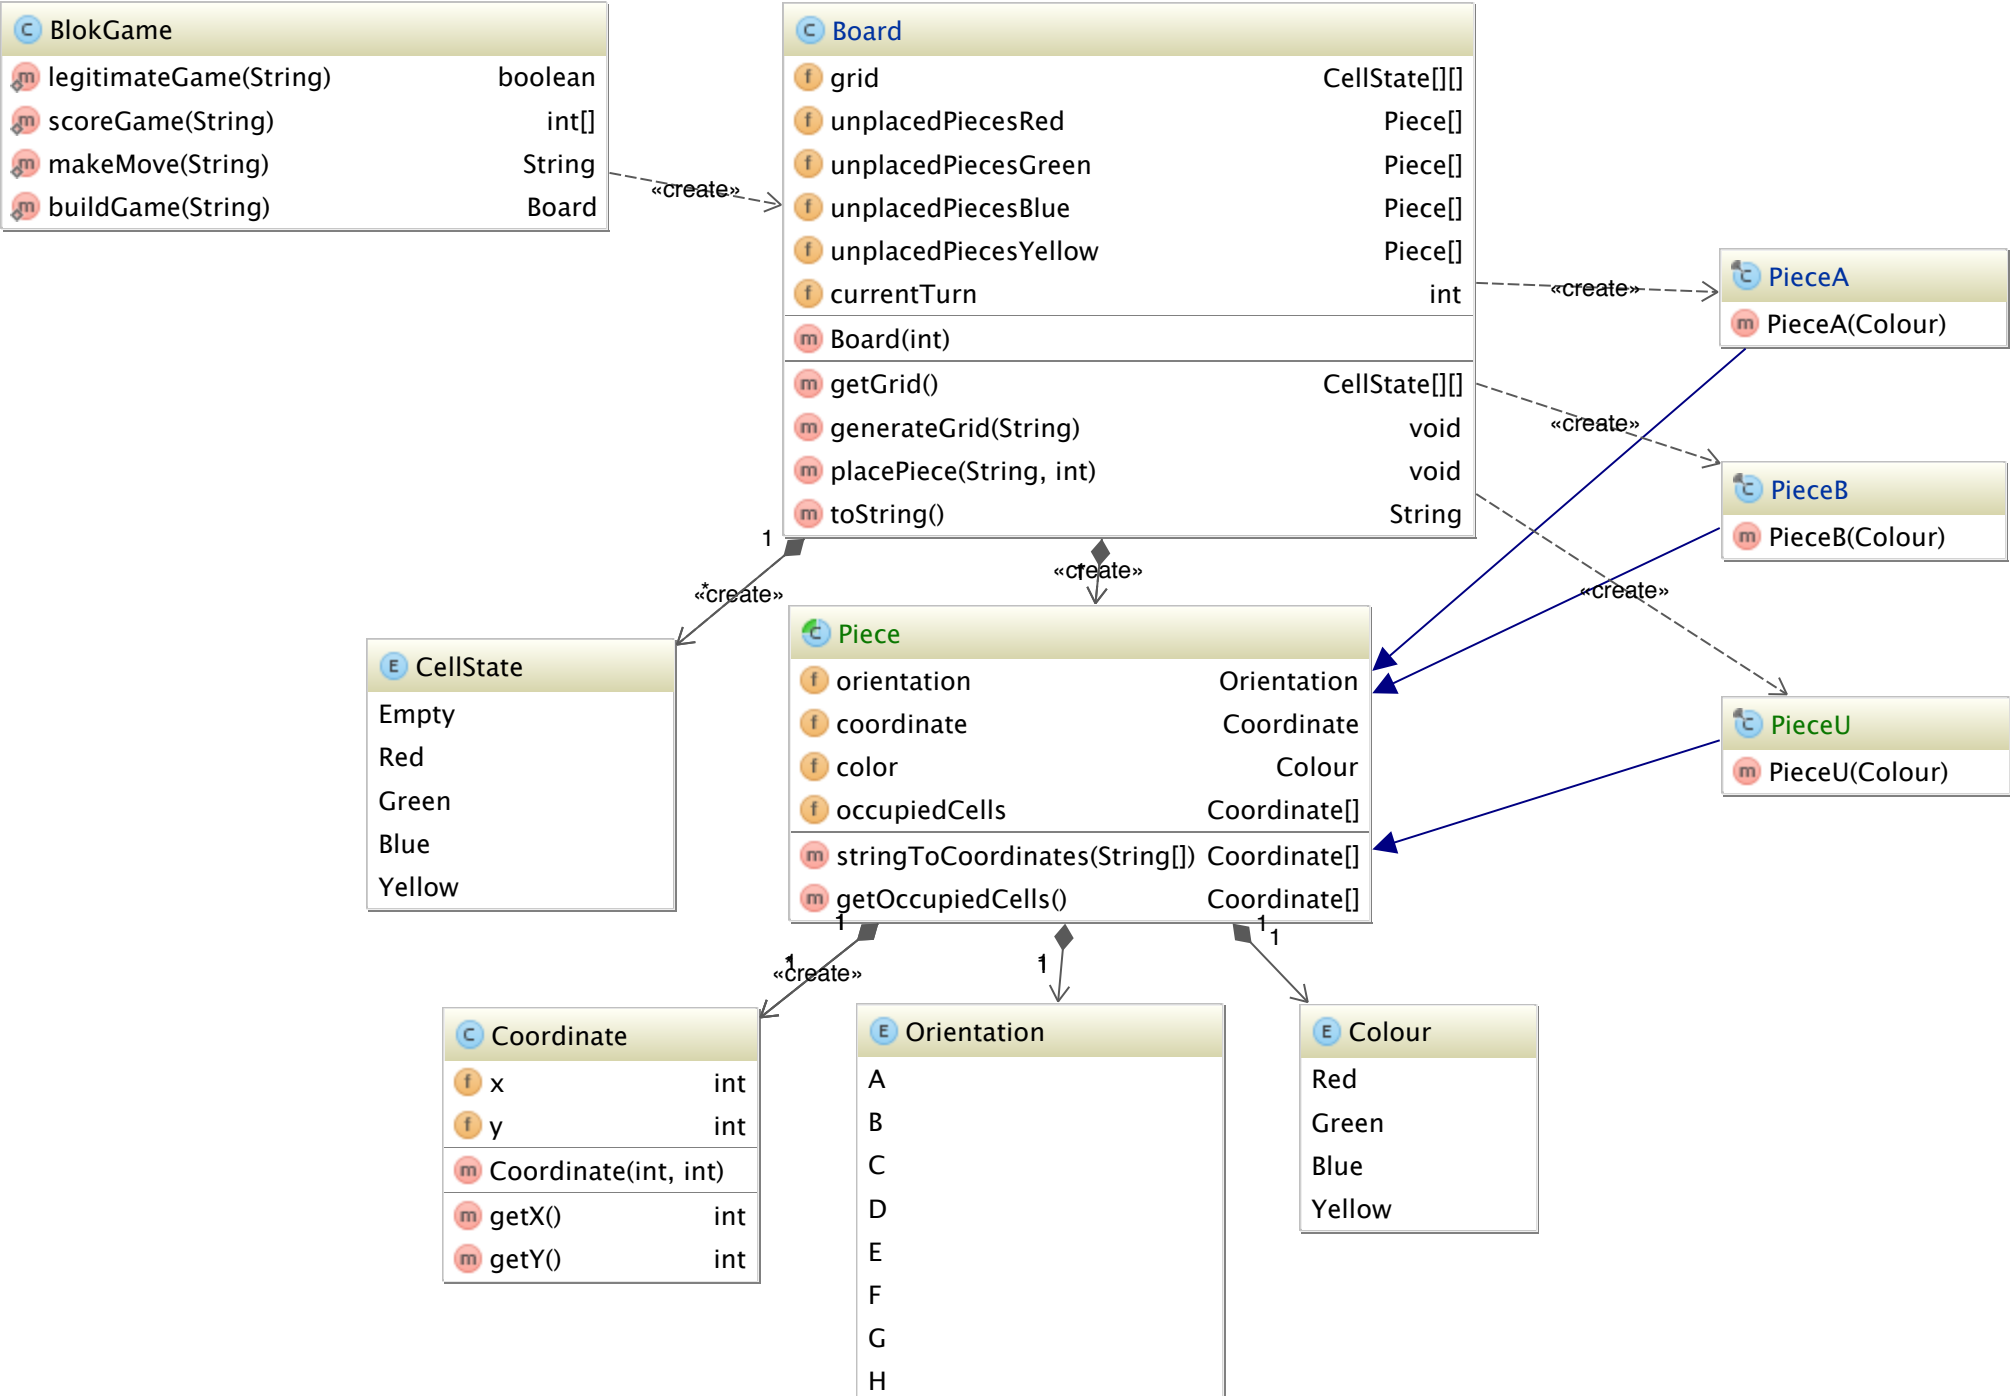 BlokGame
legitimateGame(String) boolean
scoreGame(String) int[]
makeMove(String) String
buildGame(String) Board
«create»
Board
grid CellState[][]
unplacedPiecesRed Piece[]
unplacedPiecesGreen Piece[]
unplacedPiecesBlue Piece[]
unplacedPiecesYellow Piece[]
currentTurn int
Board(int)
getGrid() CellState[][]
generateGrid(String) void
placePiece(String, int) void
toString() String
«create»
PieceA
PieceA(Colour)
«create»
PieceB
PieceB(Colour)
«create»
PieceU
PieceU(Colour)
1
*
«create»
«create»
1
CellState
Empty
Red
Green
Blue
Yellow
Piece
orientation Orientation
coordinate Coordinate
color Colour
occupiedCells Coordinate[]
stringToCoordinates(String[]) Coordinate[]
getOccupiedCells() Coordinate[]
1
1
«create»
1
1
1
Coordinate
x int
y int
Coordinate(int, int)
getX() int
getY() int
Orientation
A
B
C
D
E
F
G
H
Colour
Red
Green
Blue
Yellow